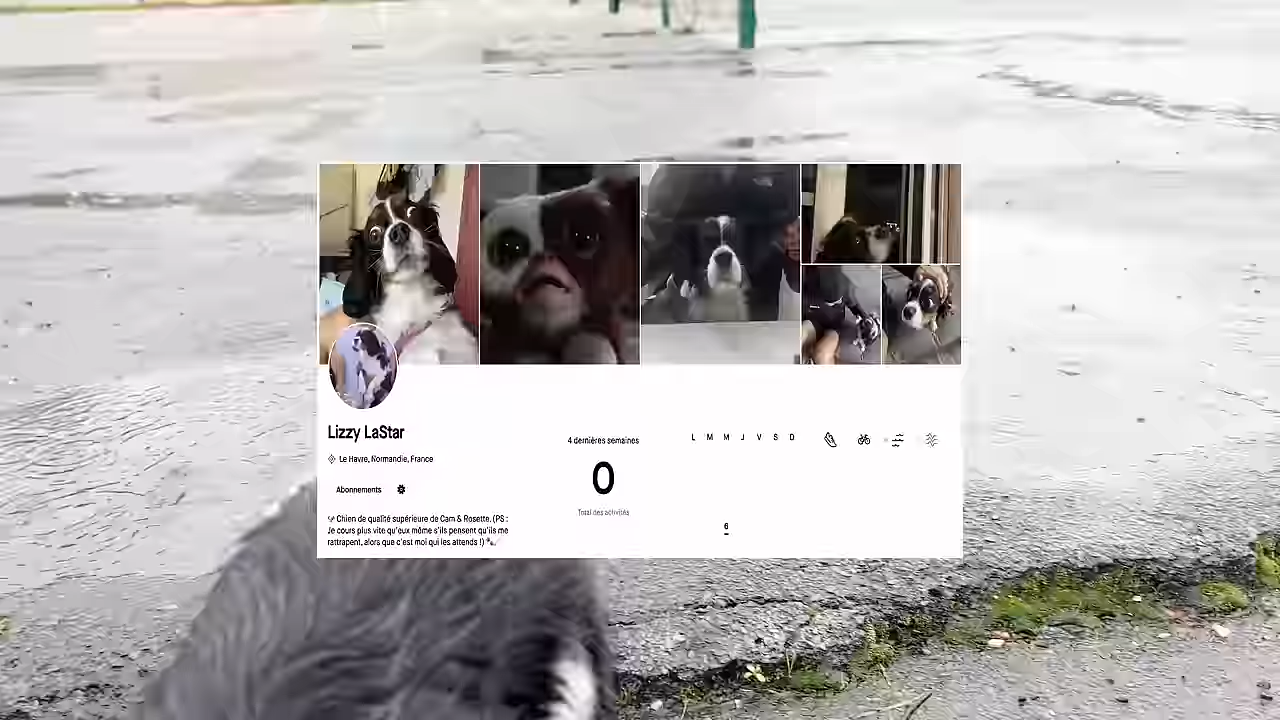 Lizzy LaStar
Le Havre, Normandie, France
Abonnements
Chien de qualité supérieure de Cam & Rosette. (PS :
Je cours plus vite qu'eux même s'ils pensent qu'ils me
rattrapent, alors que c'est moi qui les attends !)
4 dernières semaines
0
Total des activités
L M M J V S D
6